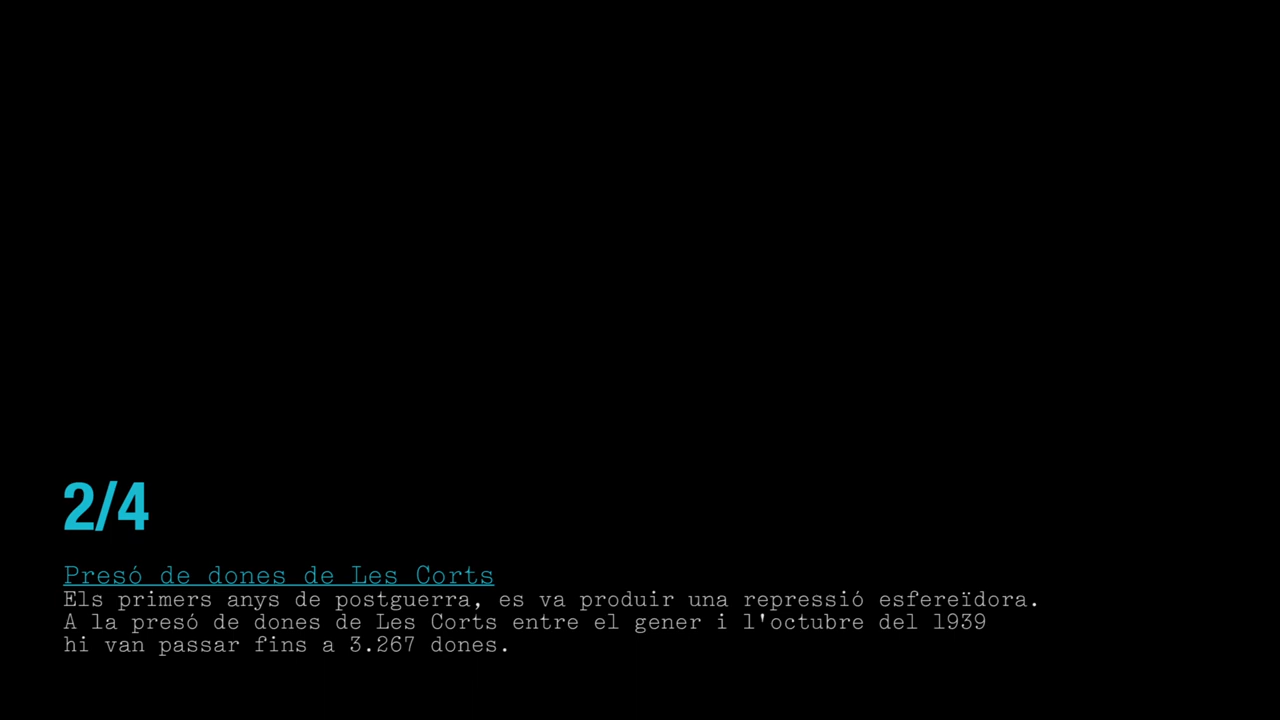 2/4
Presó de dones de Les Corts
Els primers anys de postguerra, es va produir una repressió esfereïdora.
A la presó de dones de Les Corts entre el gener i l'octubre del 1939
hi van passar fins a 3.267 dones.